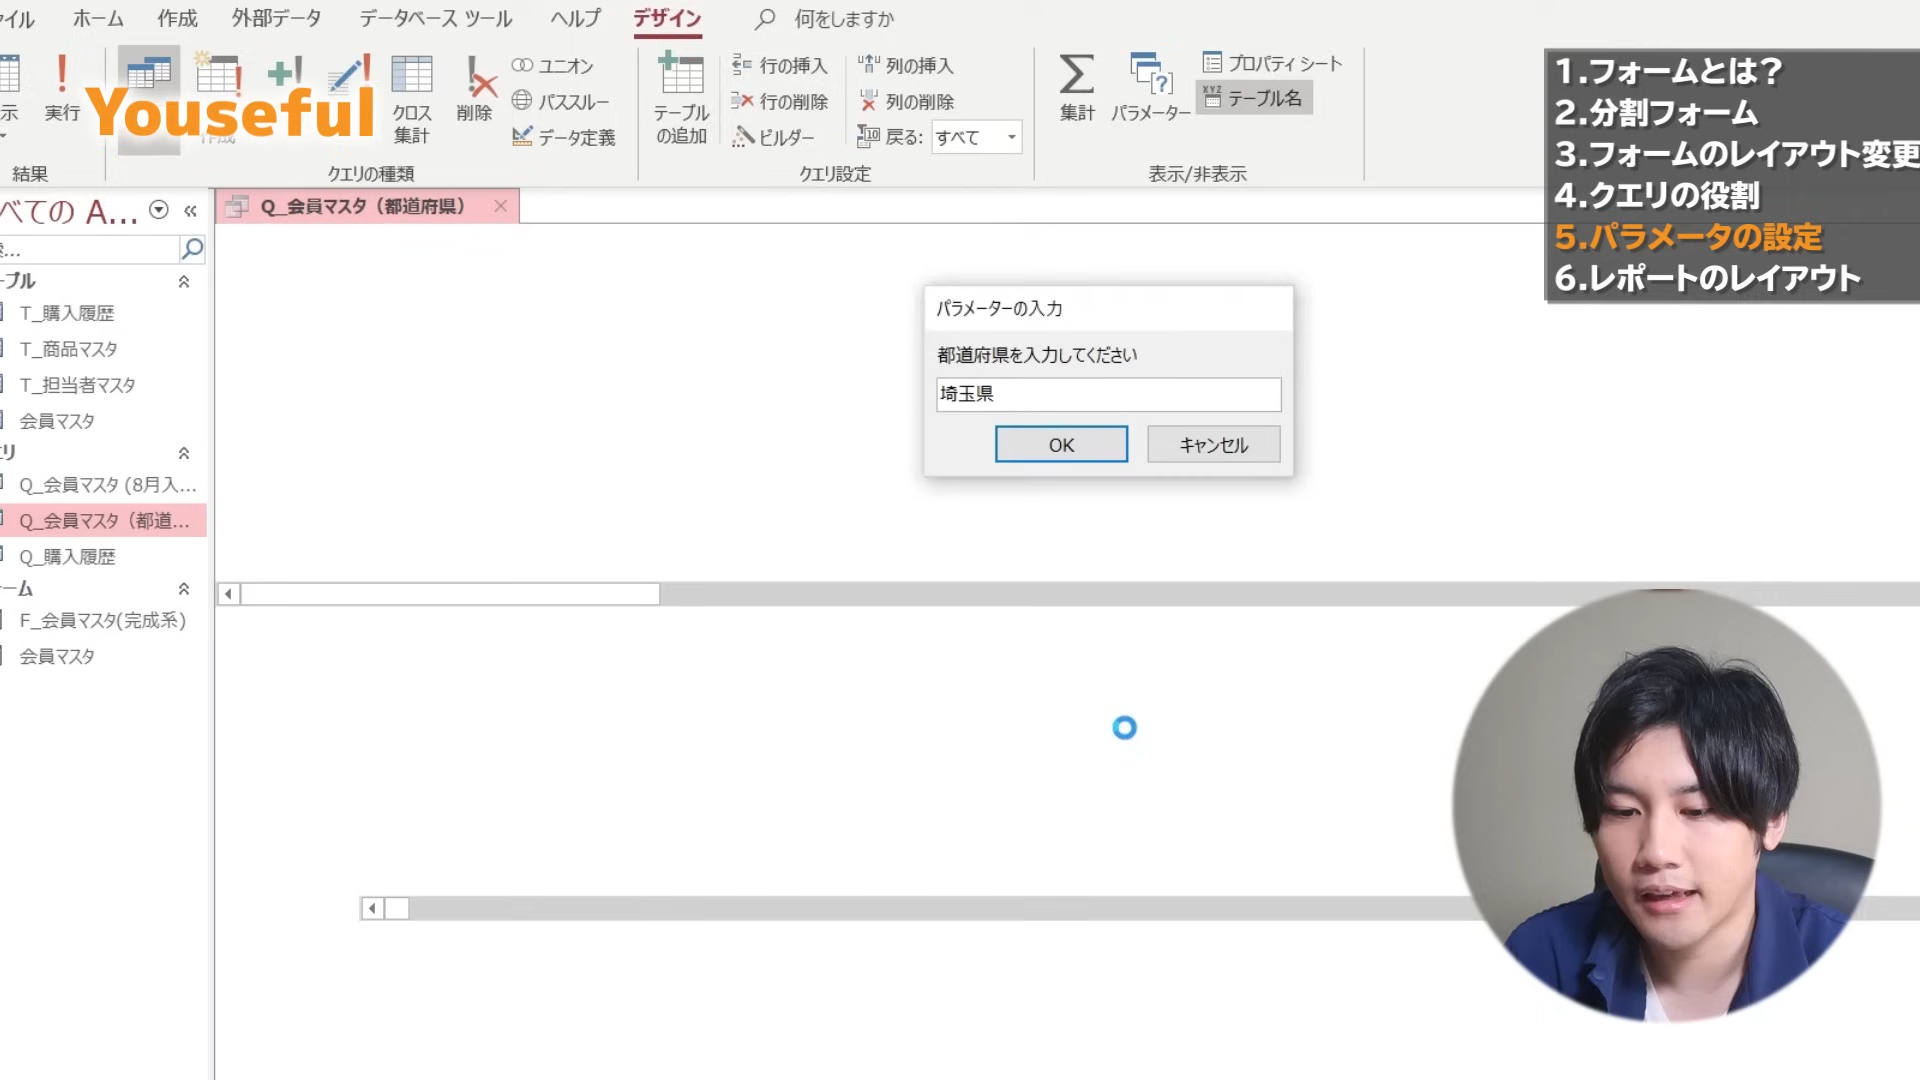 ァイル ホーム 作成 外部データ データベース ツール ヘルプ デザイン 何をしますか
示
実行
Youseful
作成
クロス
集計
削除
ユニオン
パススルー
データ定義
テーブル
の追加
行の挿入
行の削除
ビルダー
列の挿入
列の削除
戻る: すべて
集計
パラメーター
プロパティ シート
XYZ テーブル名
結果
クエリの種類
クエリ設定
表示/非表示
1.フォームとは？
2.分割フォーム
3.フォームのレイアウト変更
4.クエリの役割
5.パラメータの設定
6.レポートのレイアウト
べての A...
Q_会員マスタ（都道府県）
ーブル
T_購入履歴
T_商品マスタ
T_担当者マスタ
会員マスタ
エリ
Q_会員マスタ (8月入...
Q_会員マスタ（都道...
Q_購入履歴
ーム
F_会員マスタ(完成系)
会員マスタ
パラメーターの入力
都道府県を入力してください
埼玉県
OK
キャンセル